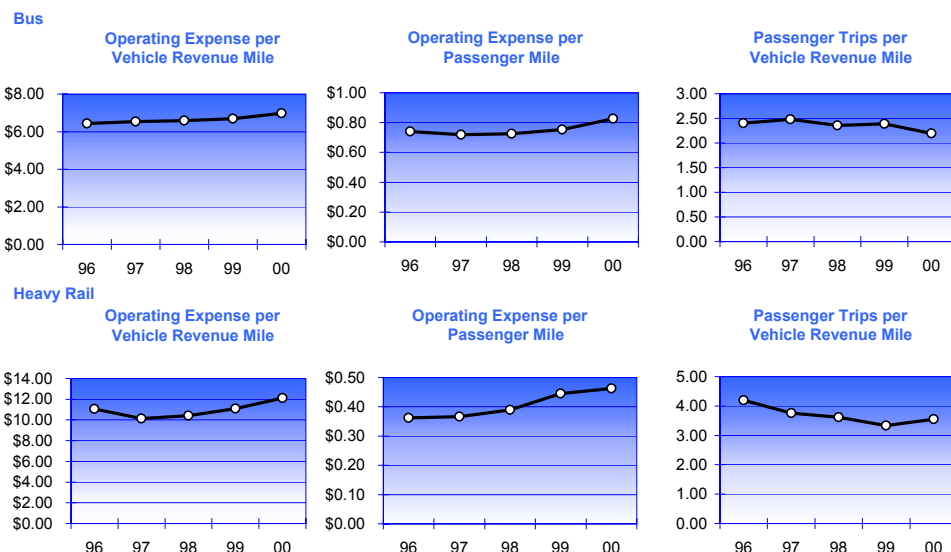 Bus
Operating Expense per
Vehicle Revenue Mile
$8.00
$6.00
$4.00
$2.00
$0.00
96 97 98 99 00
Operating Expense per
Passenger Mile
$1.00
$0.80
$0.60
$0.40
$0.20
$0.00
96 97 98 99 00
Passenger Trips per
Vehicle Revenue Mile
3.00
2.50
2.00
1.50
1.00
0.50
0.00
96 97 98 99 00
Heavy Rail
Operating Expense per
Vehicle Revenue Mile
$14.00
$12.00
$10.00
$8.00
$6.00
$4.00
$2.00
$0.00
96 97 98 99 00
Operating Expense per
Passenger Mile
$0.50
$0.40
$0.30
$0.20
$0.10
$0.00
96 97 98 99 00
Passenger Trips per
Vehicle Revenue Mile
5.00
4.00
3.00
2.00
1.00
0.00
96 97 98 99 00